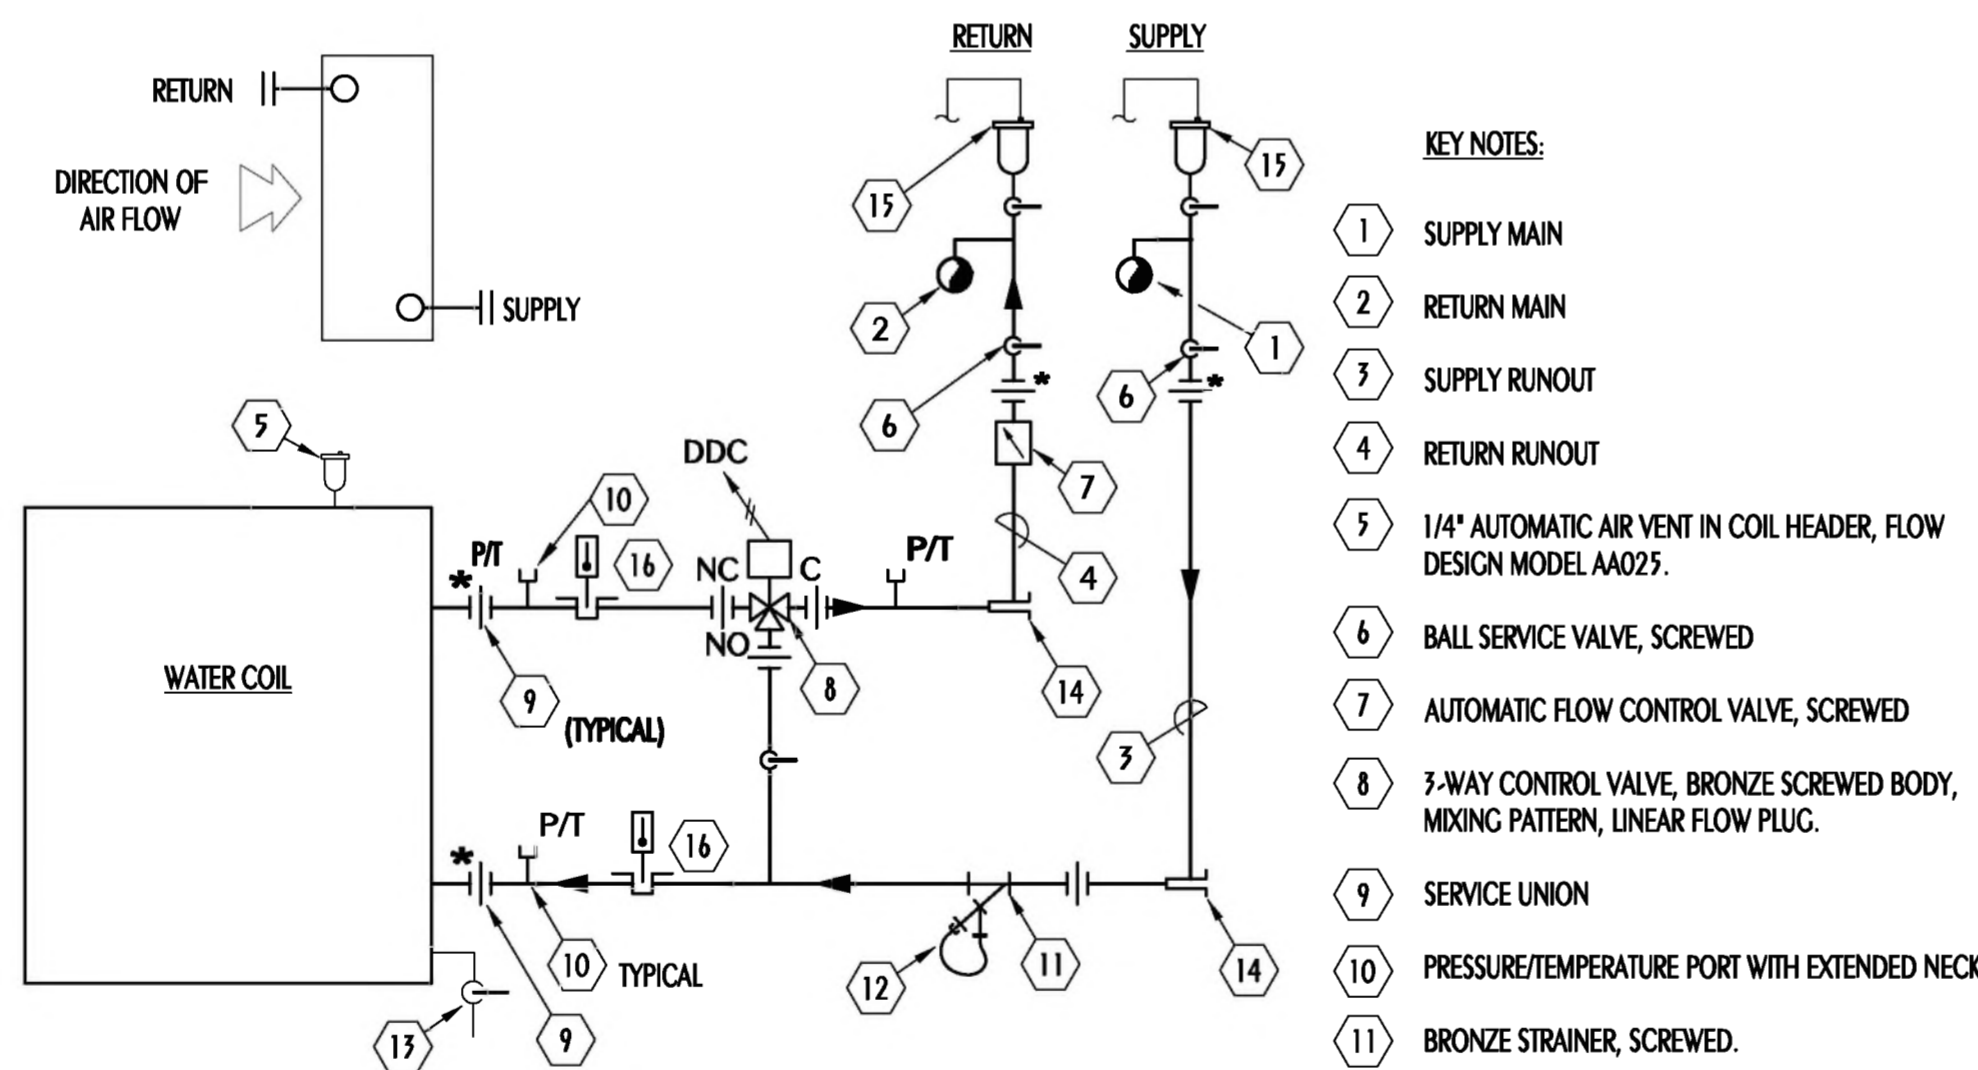 RETURN
DIRECTION OF
AIR FLOW
SUPPLY
RETURN
SUPPLY
15
15
2
1
6
6
7
5
DDC
10
P/T
*
16
NC
C
P/T
NO
4
14
WATER COIL
9
(TYPICAL)
8
3
*
*
P/T
16
*
10
TYPICAL
12
11
14
13
9
KEY NOTES:
1 SUPPLY MAIN
2 RETURN MAIN
3 SUPPLY RUNOUT
4 RETURN RUNOUT
5 1/4" AUTOMATIC AIR VENT IN COIL HEADER, FLOW
DESIGN MODEL AA025.
6 BALL SERVICE VALVE, SCREWED
7 AUTOMATIC FLOW CONTROL VALVE, SCREWED
8 3-WAY CONTROL VALVE, BRONZE SCREWED BODY,
MIXING PATTERN, LINEAR FLOW PLUG.
9 SERVICE UNION
10 PRESSURE/TEMPERATURE PORT WITH EXTENDED NECK
11 BRONZE STRAINER, SCREWED.